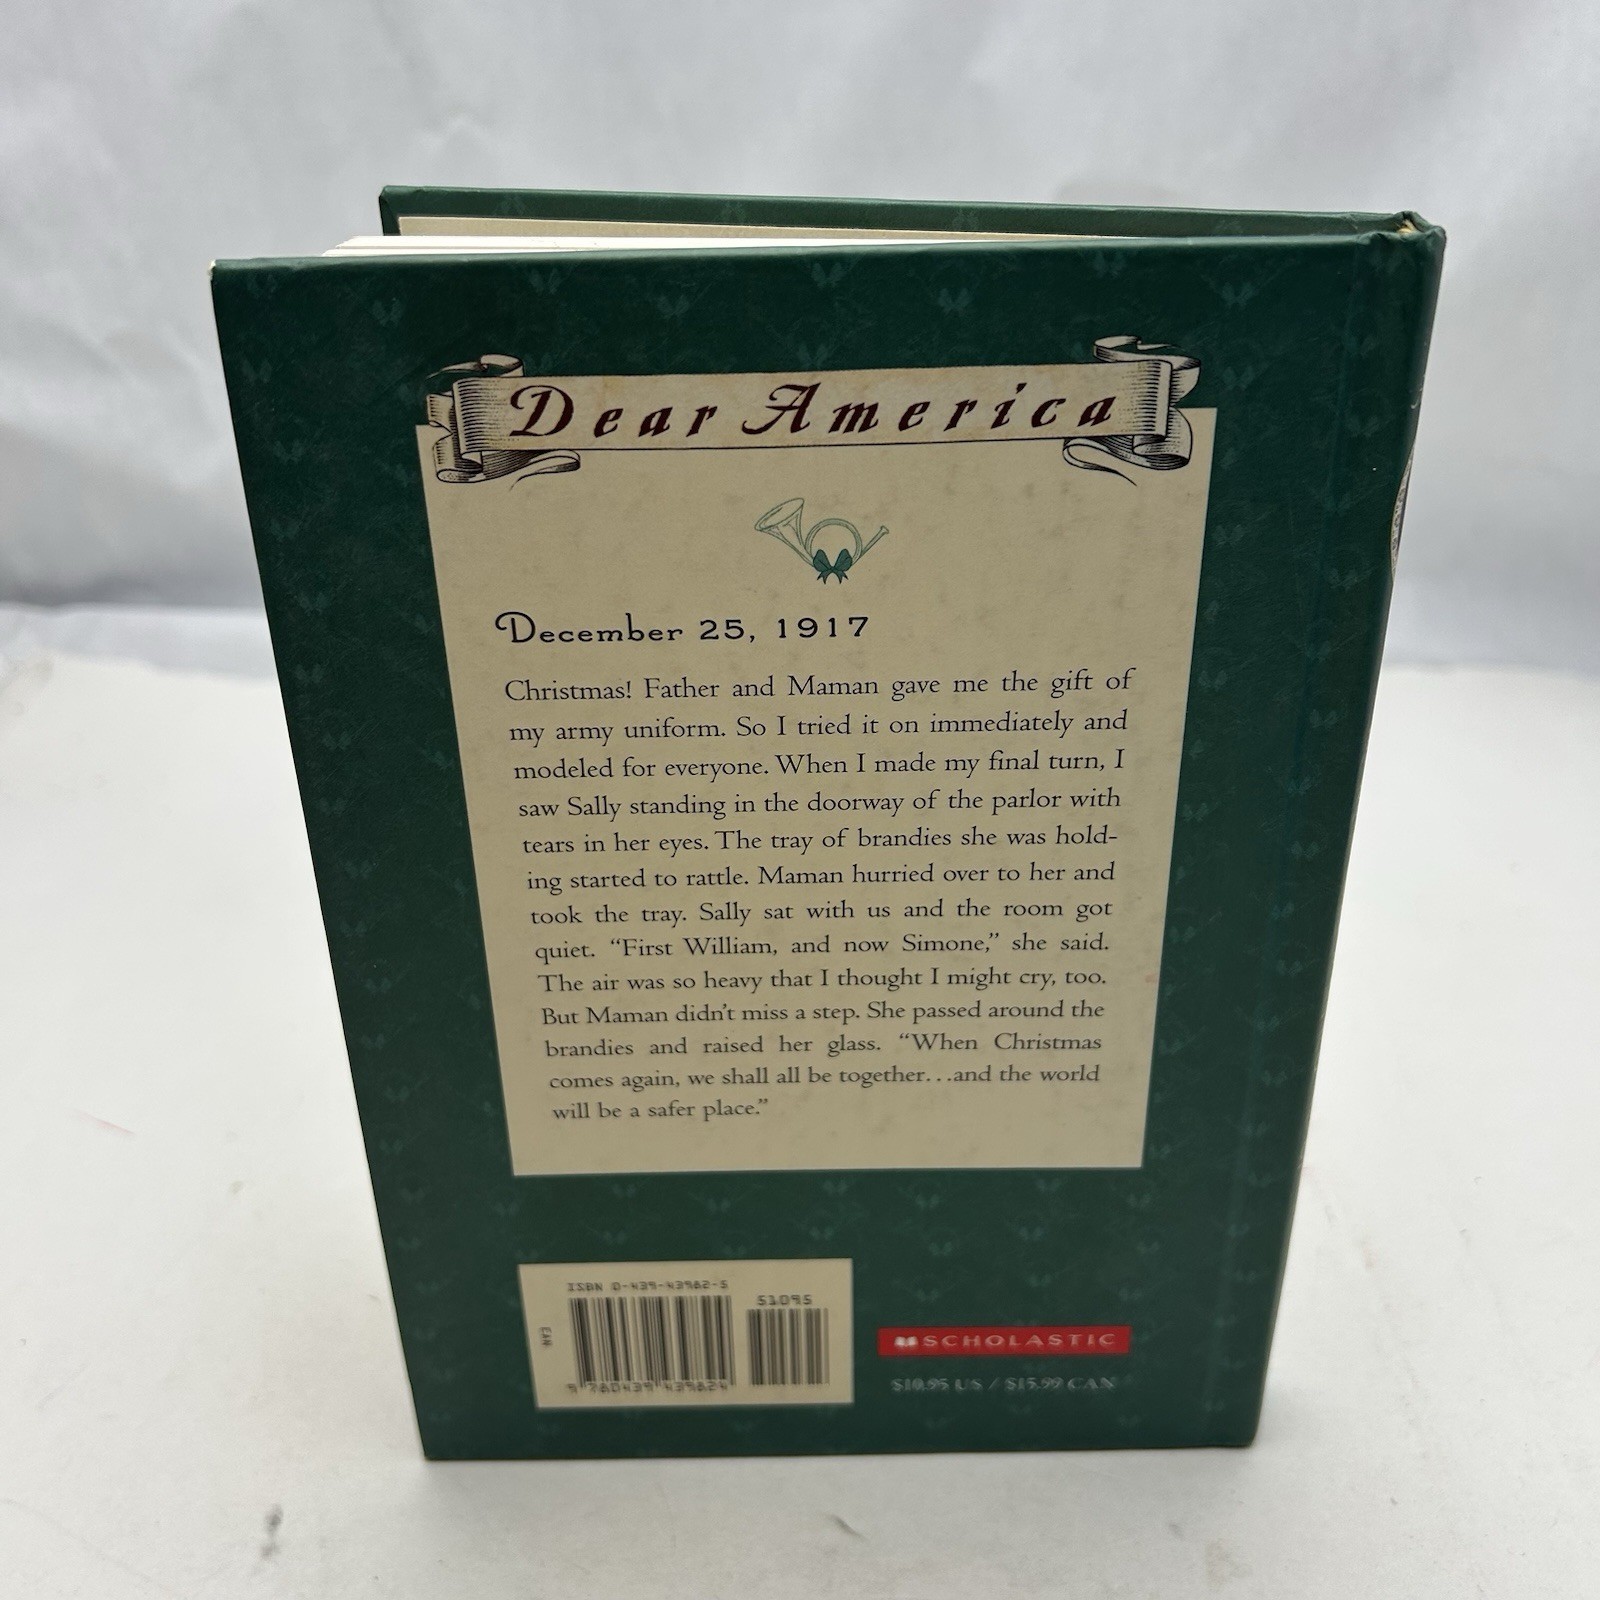 Dear America
December 25, 1917
Christmas! Father and Maman gave me the gift of
my army uniform. So I tried it on immediately and
modeled for everyone. When I made my final turn, I
saw Sally standing in the doorway of the parlor with
tears in her eyes. The tray of brandies she was hold-
ing started to rattle. Maman hurried over to her and
took the tray. Sally sat with us and the room got
quiet. “First William, and now Simone,” she said.
The air was so heavy that I thought I might cry, too.
But Maman didn’t miss a step. She passed around the
brandies and raised her glass. “When Christmas
comes again, we shall all be together...and the world
will be a safer place.”
ISBN 0-439-43982-5
51095
EAN
9 780439 439824
SCHOLASTIC
$10.95 US / $15.99 CAN